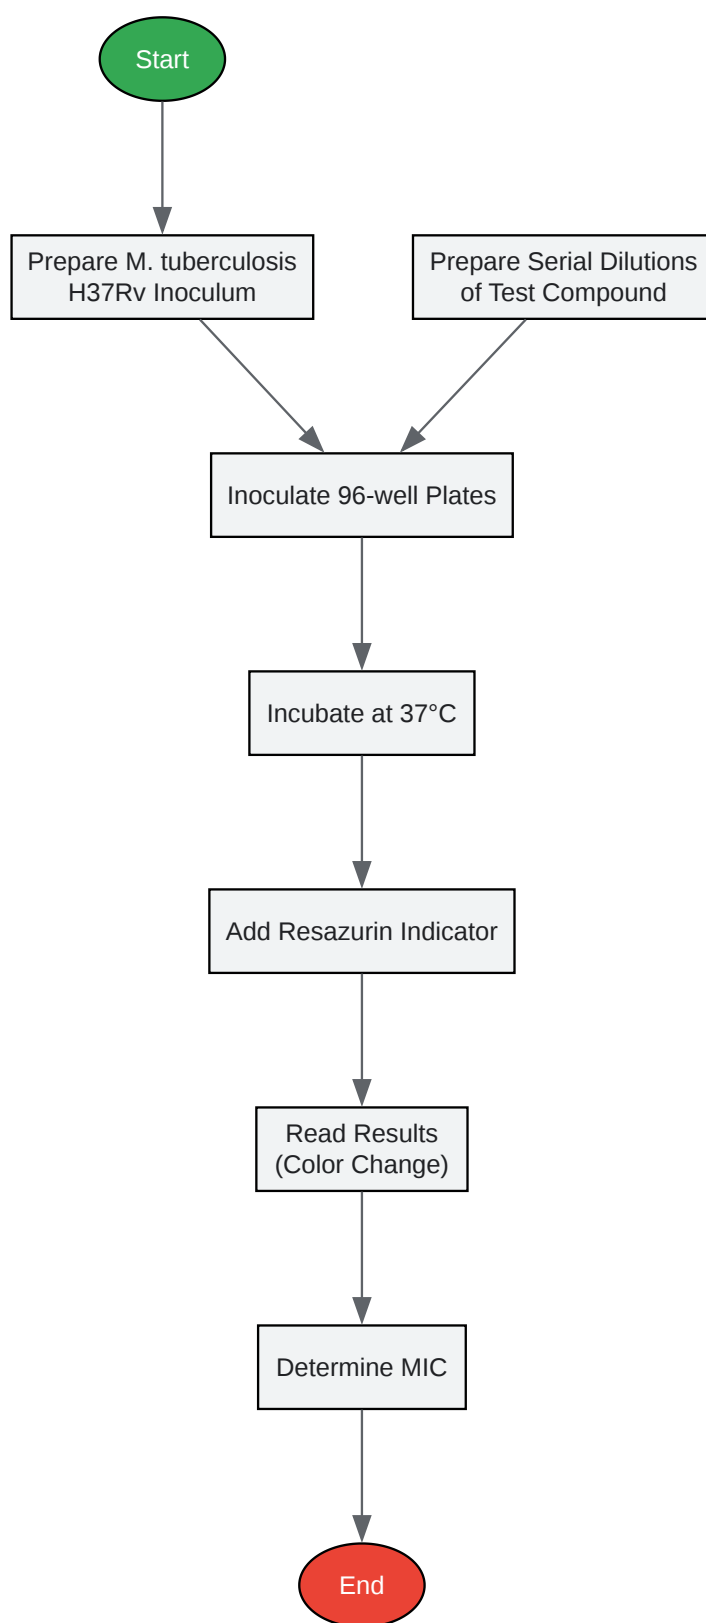 Start
Prepare M. tuberculosis
H37Rv Inoculum
Prepare Serial Dilutions
of Test Compound
Inoculate 96-well Plates
Incubate at 37°C
Add Resazurin Indicator
Read Results
(Color Change)
Determine MIC
End